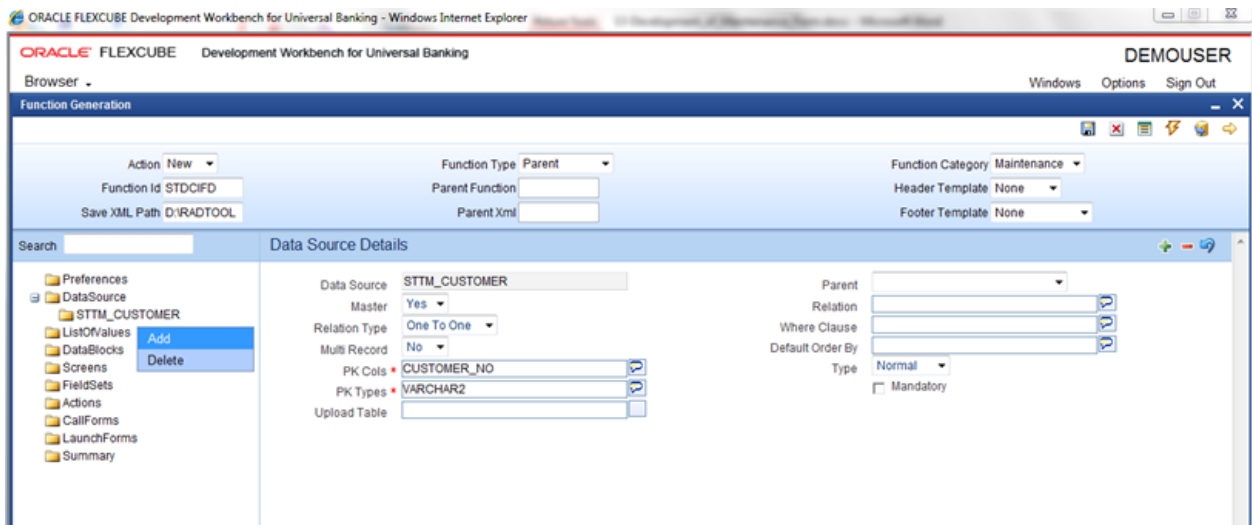 ORACLE FLEXCUBE Development Workbench for Universal Banking - Windows Internet Explorer
ORACLE FLEXCUBE Development Workbench for Universal Banking
DEMOUSER
Browser
Windows Options Sign Out
Function Generation
Action New Function Type Parent Function Category Maintenance
Function Id STDCIFD Parent Function Header Template None
Save XML Path D:\RADTOOL Parent Xml Footer Template None
Search Data Source Details
Preferences
DataSource
STTM_CUSTOMER
ListOfValues
DataBlocks
Screens
FieldSets
Actions
CallForms
LaunchForms
Summary
Add
Delete
Data Source STTM_CUSTOMER Parent
Master Yes Relation
Relation Type One To One Where Clause
Multi Record No Default Order By
PK Cols * CUSTOMER_NO Type Normal
PK Types * VARCHAR2 Mandatory
Upload Table